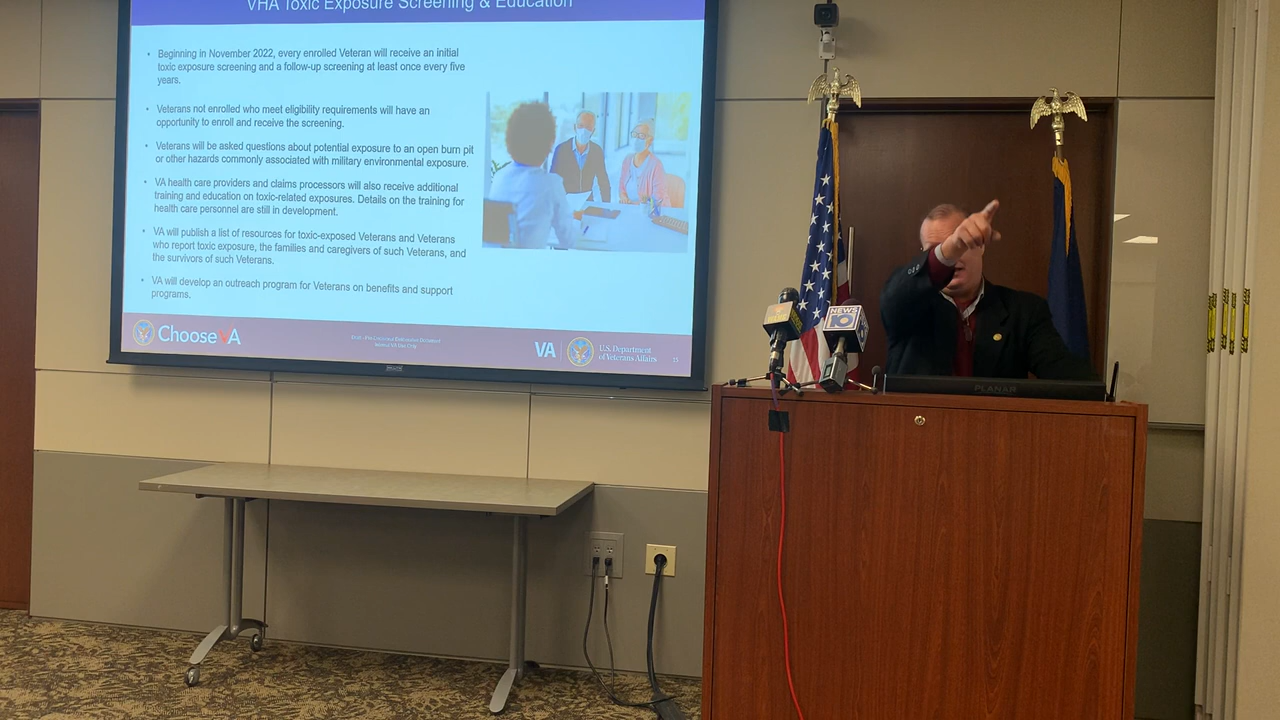 VHA Toxic Exposure Screening & Education
• Beginning in November 2022, every enrolled Veteran will receive an initial
toxic exposure screening and a follow-up screening at least once every five
years.
• Veterans not enrolled who meet eligibility requirements will have an
opportunity to enroll and receive the screening.
• Veterans will be asked questions about potential exposure to an open burn pit
or other hazards commonly associated with military environmental exposure.
• VA health care providers and claims processors will also receive additional
training and education on toxic-related exposures. Details on the training for
health care personnel are still in development.
• VA will publish a list of resources for toxic-exposed Veterans and Veterans
who report toxic exposure, the families and caregivers of such Veterans, and
the survivors of such Veterans.
• VA will develop an outreach program for Veterans on benefits and support
programs.
ChooseVA
Internal VA Use Only
VA
U.S. Department
of Veterans Affairs
15
NEWS
10
PLANAR